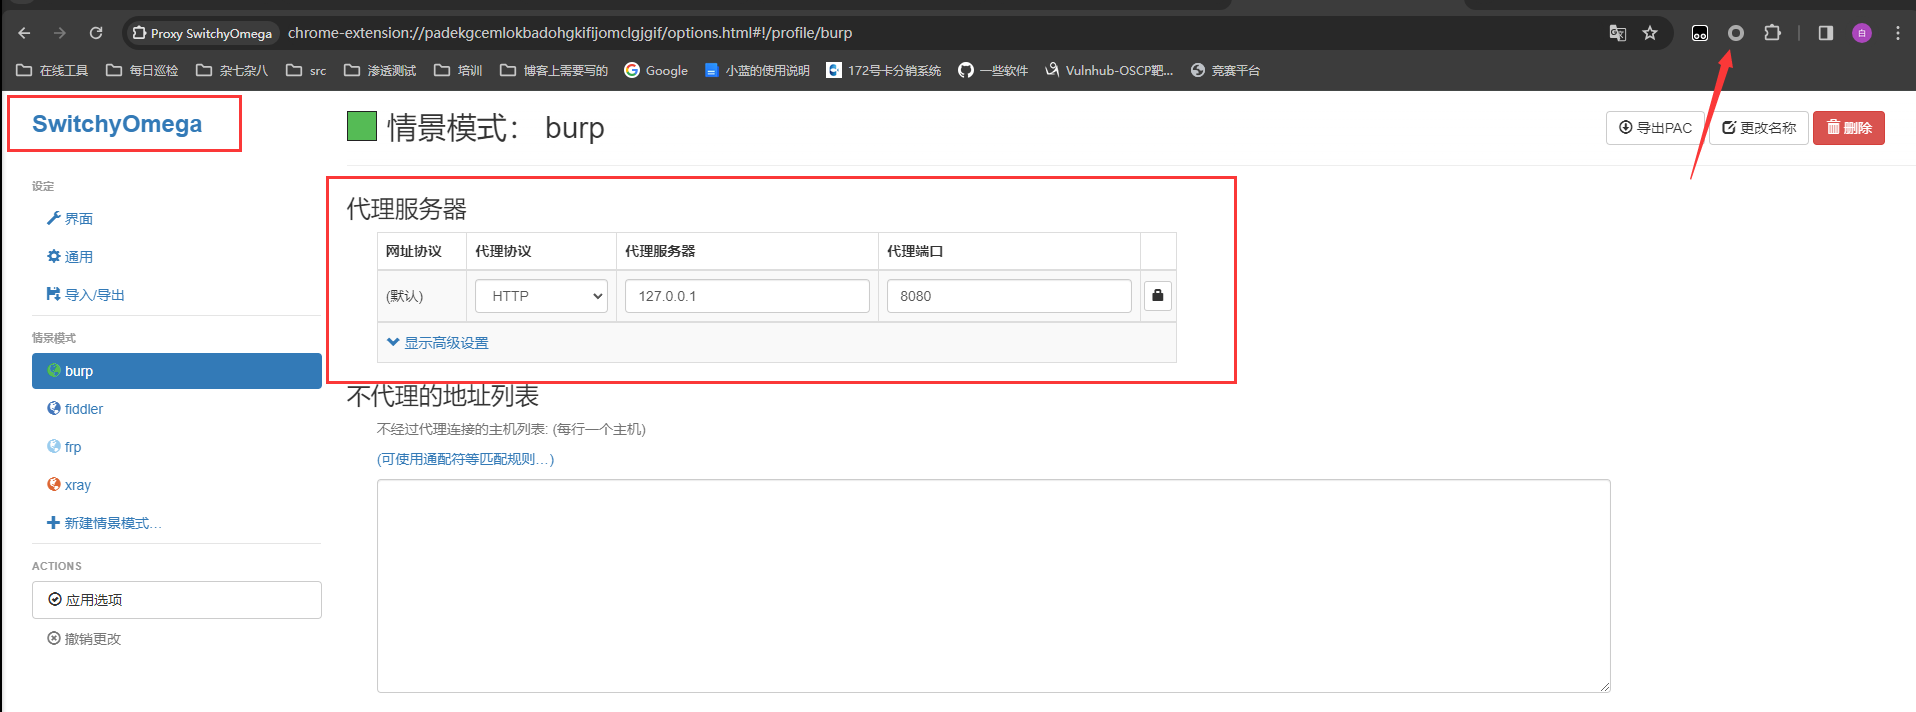 Proxy SwitchyOmega chrome-extension://padekgcemlokbadohgkifijomclgjgif/options.html#!/profile/burp 白
在线工具 每日巡检 杂七杂八 src 渗透测试 培训 博客上需要写的 Google 小蓝的使用说明 172号卡分销系统 一些软件 Vulnhub-OSCP靶... 竞赛平台
SwitchyOmega
设定
界面
通用
导入/导出
情景模式
burp
fiddler
frp
xray
新建情景模式...
ACTIONS
应用选项
撤销更改
情景模式: burp
导出PAC 更改名称 删除
代理服务器
网址协议 代理协议 代理服务器 代理端口
(默认) HTTP 127.0.0.1 8080
显示高级设置
不代理的地址列表
不经过代理连接的主机列表: (每行一个主机)
(可使用通配符等匹配规则...)